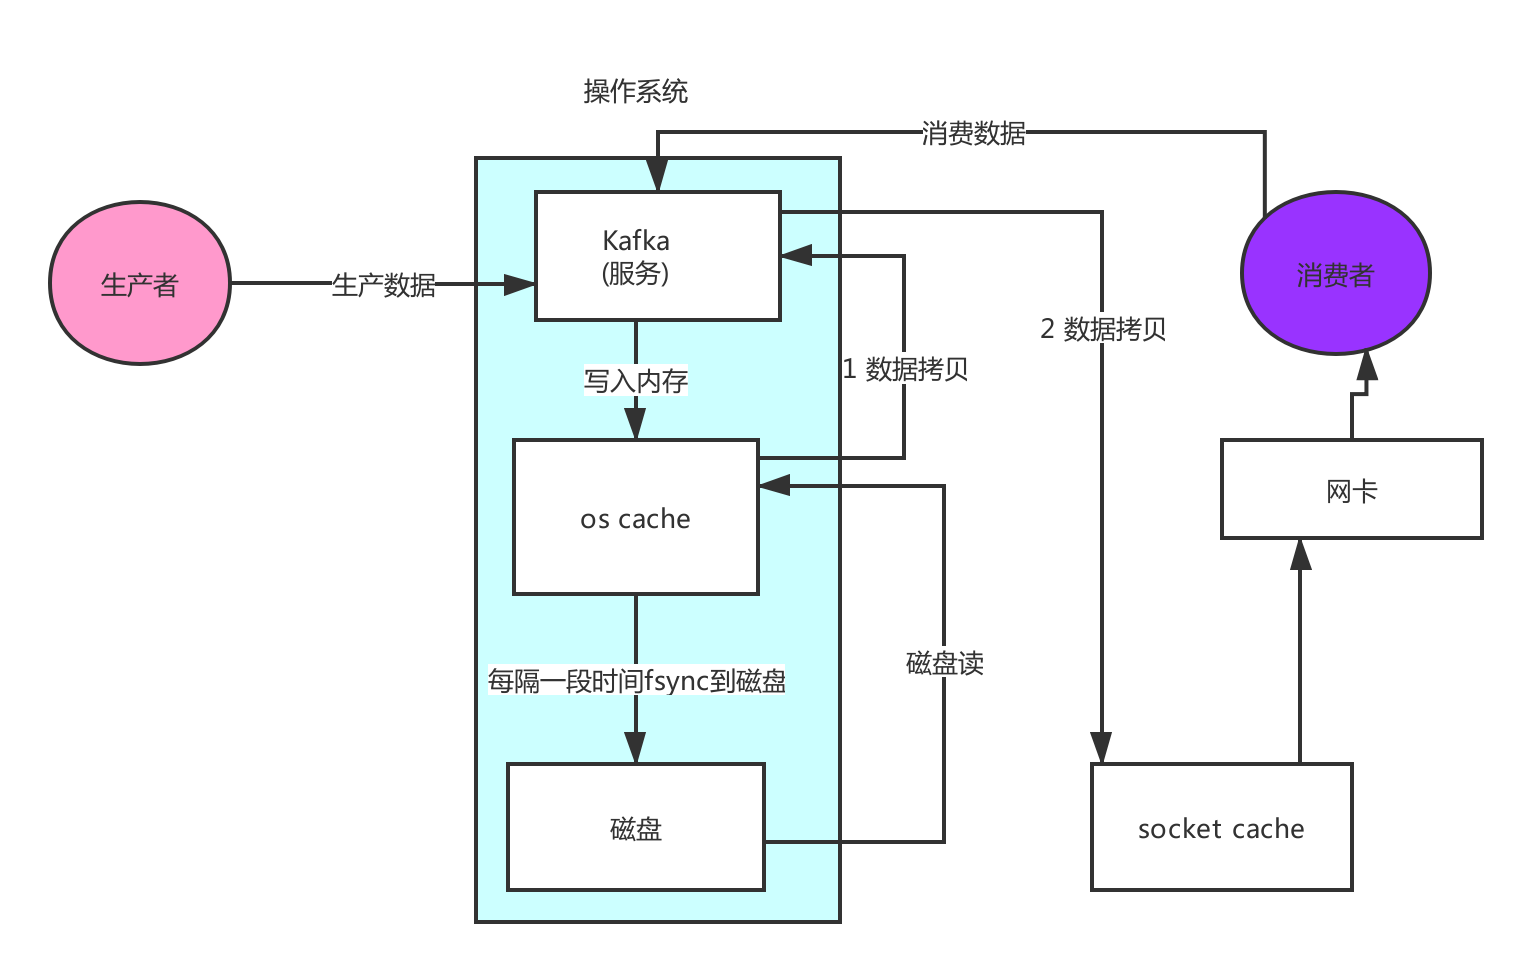 操作系统
消费数据
Kafka
(服务)
生产者
生产数据
消费者
2 数据拷贝
1 数据拷贝
写入内存
网卡
os cache
磁盘读
每隔一段时间fsync到磁盘
磁盘
socket cache